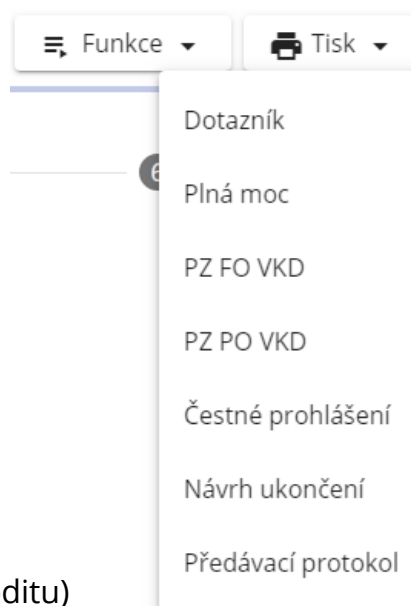 Funkce
Tisk
Dotazník
Plná moc
PZ FO VKD
PZ PO VKD
Čestné prohlášení
Návrh ukončení
Předávací protokol
ditu)